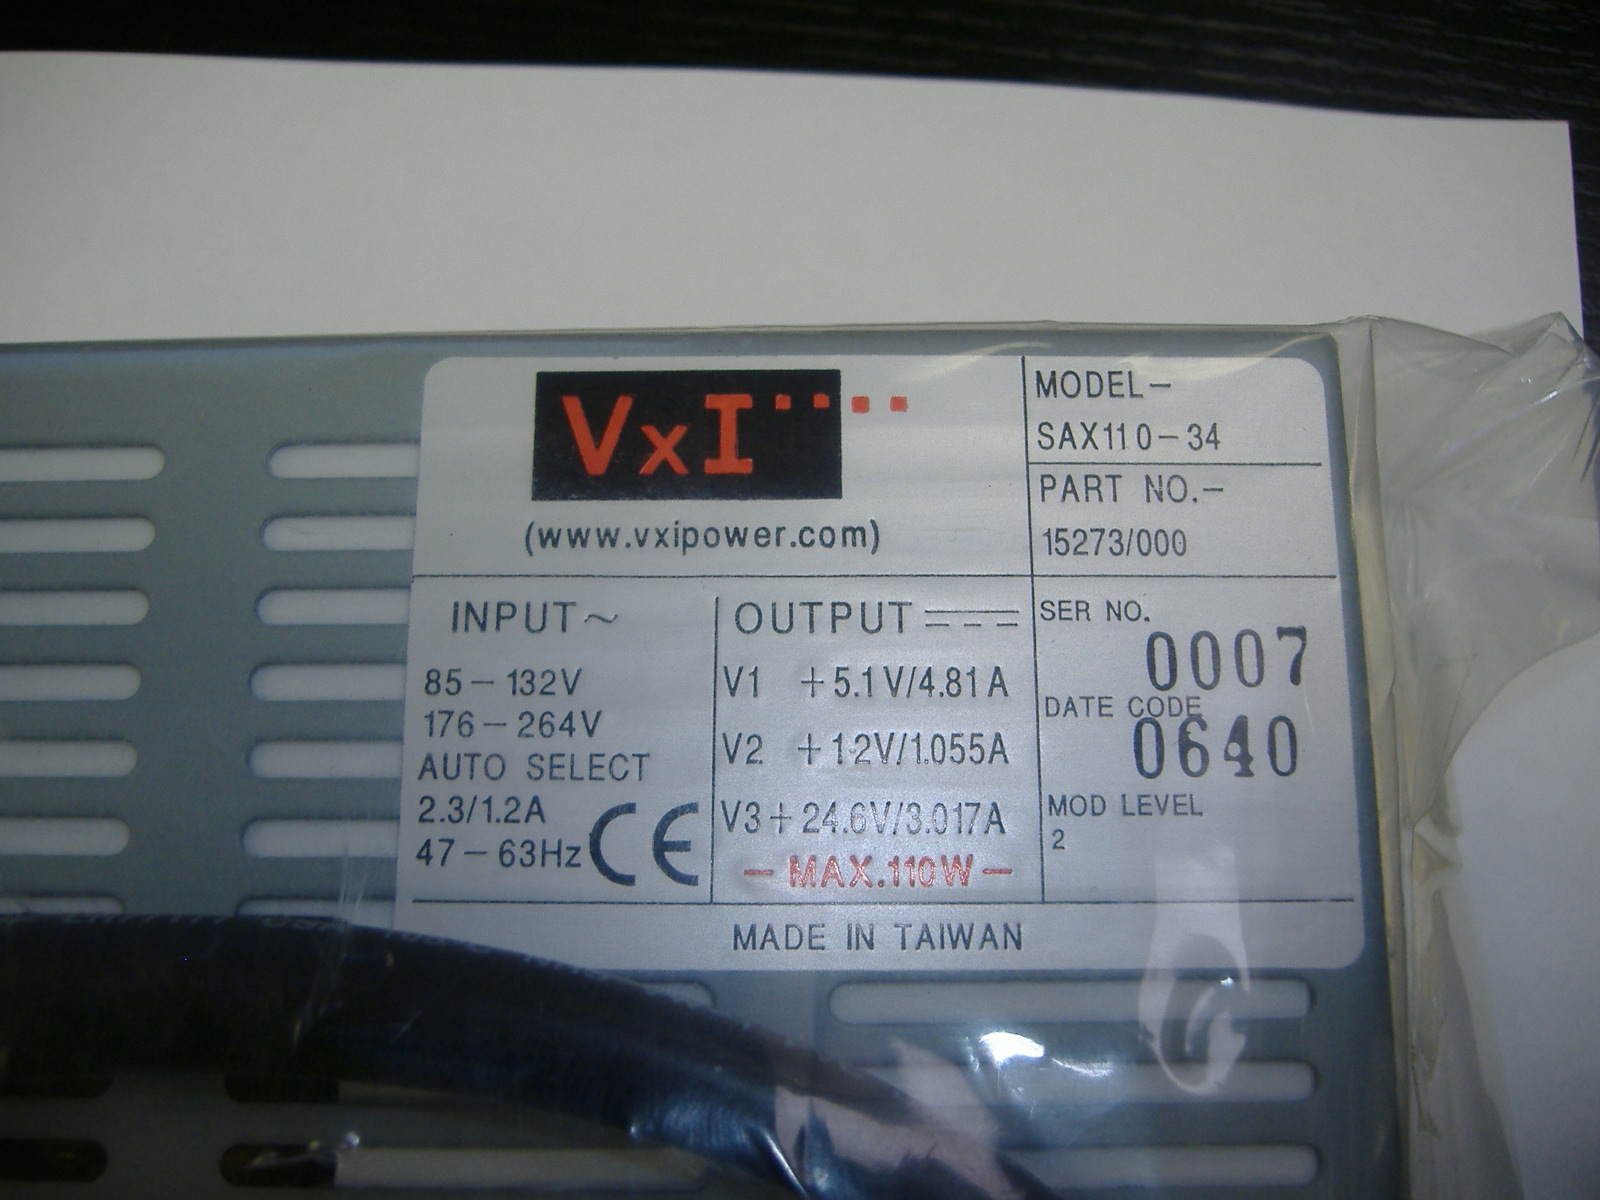 VxI
(www.vxipower.com)
MODEL-
SAX110-34
PART NO.-
15273/000
INPUT~
85-132V
176-264V
AUTO SELECT
2.3/1.2A
47-63Hz CE
OUTPUT
V1 +5.1V/4.81A
V2 +12V/1.055A
V3+24.6V/3.017A
-MAX.110W-
SER NO.
0007
DATE CODE
0640
MOD LEVEL
2
MADE IN TAIWAN